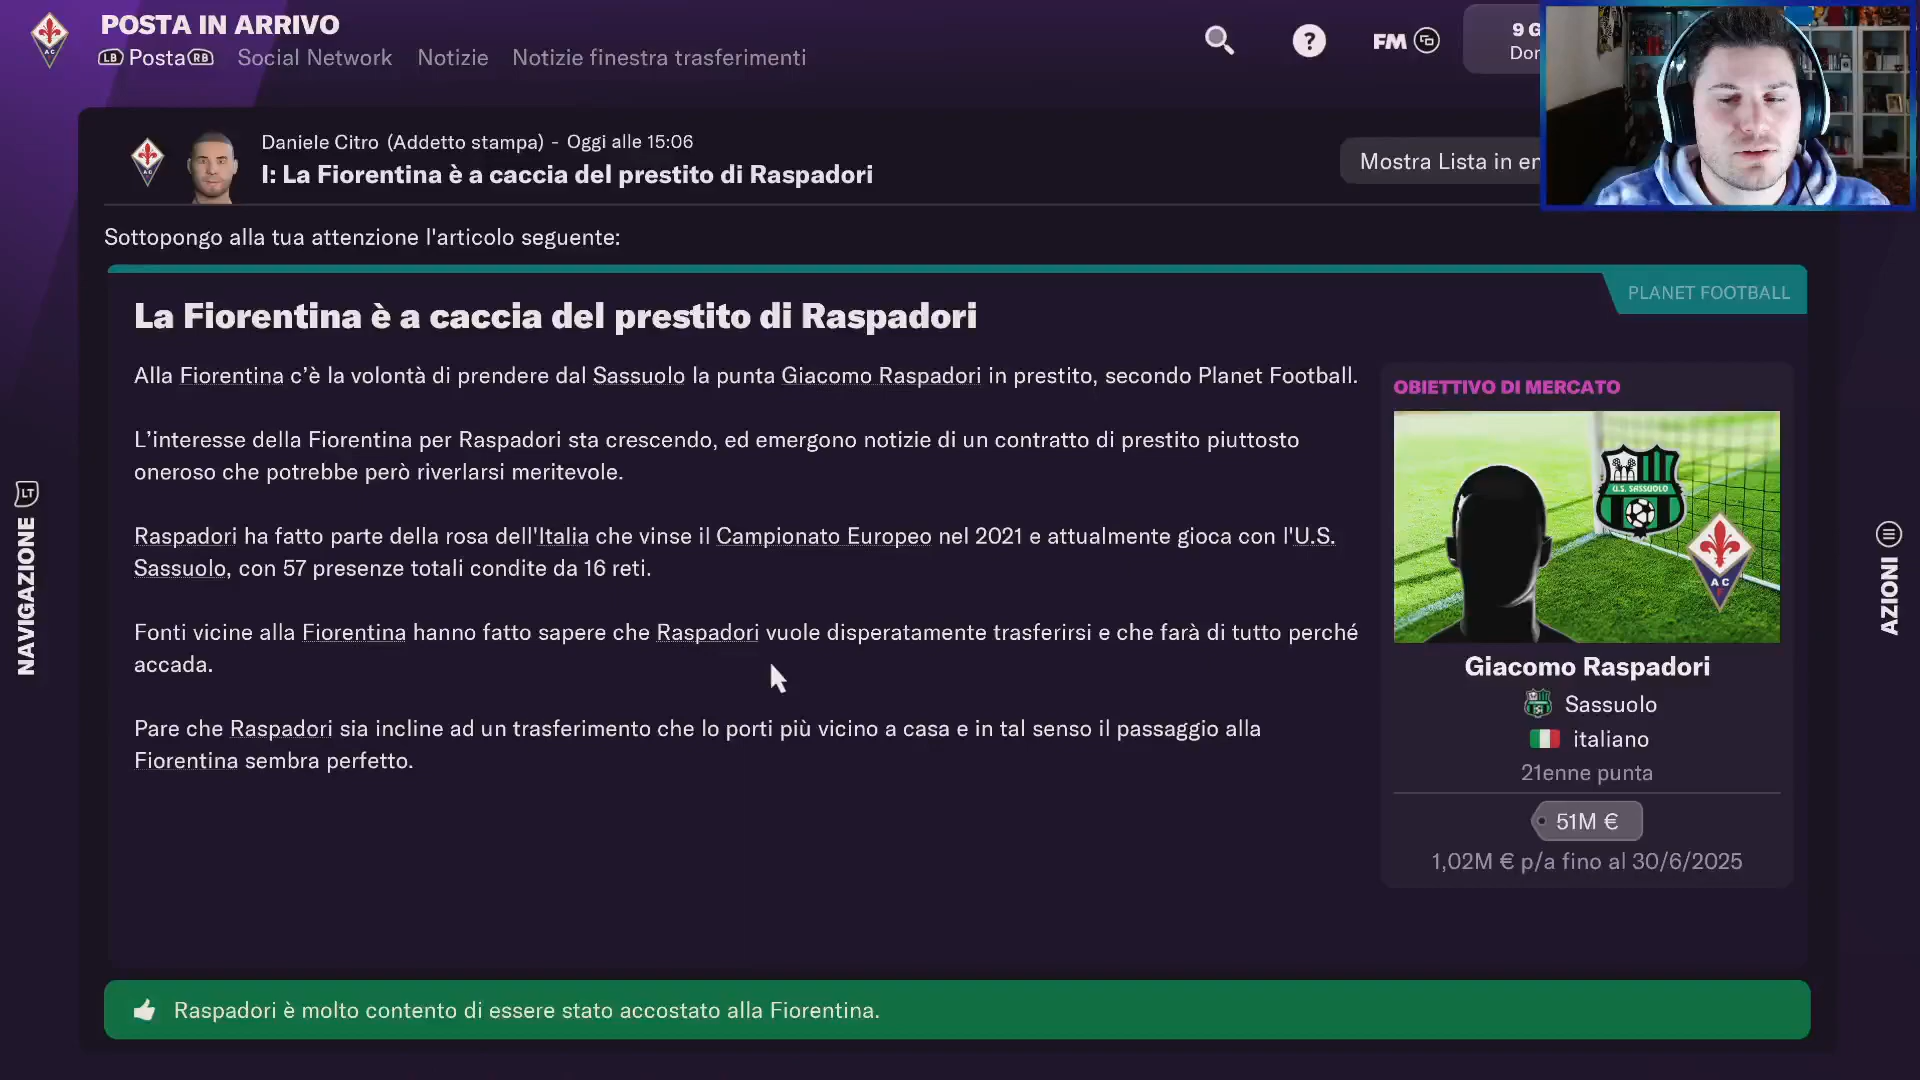 POSTA IN ARRIVO
LB Posta RB Social Network Notizie Notizie finestra trasferimenti
?
FM
9 G
Dor
Daniele Citro (Addetto stampa) - Oggi alle 15:06
I: La Fiorentina è a caccia del prestito di Raspadori
Mostra Lista in en
Sottopongo alla tua attenzione l'articolo seguente:
PLANET FOOTBALL
La Fiorentina è a caccia del prestito di Raspadori
Alla Fiorentina c’è la volontà di prendere dal Sassuolo la punta Giacomo Raspadori in prestito, secondo Planet Football.
L’interesse della Fiorentina per Raspadori sta crescendo, ed emergono notizie di un contratto di prestito piuttosto
oneroso che potrebbe però riverlarsi meritevole.
Raspadori ha fatto parte della rosa dell'Italia che vinse il Campionato Europeo nel 2021 e attualmente gioca con l'U.S.
Sassuolo, con 57 presenze totali condite da 16 reti.
Fonti vicine alla Fiorentina hanno fatto sapere che Raspadori vuole disperatamente trasferirsi e che farà di tutto perché
accada.
Pare che Raspadori sia incline ad un trasferimento che lo porti più vicino a casa e in tal senso il passaggio alla
Fiorentina sembra perfetto.
OBIETTIVO DI MERCATO
U.S. SASSUOLO
A C
F
Giacomo Raspadori
Sassuolo
italiano
21enne punta
51M €
1,02M € p/a fino al 30/6/2025
Raspadori è molto contento di essere stato accostato alla Fiorentina.
NAVIGAZIONE LT
AZIONI